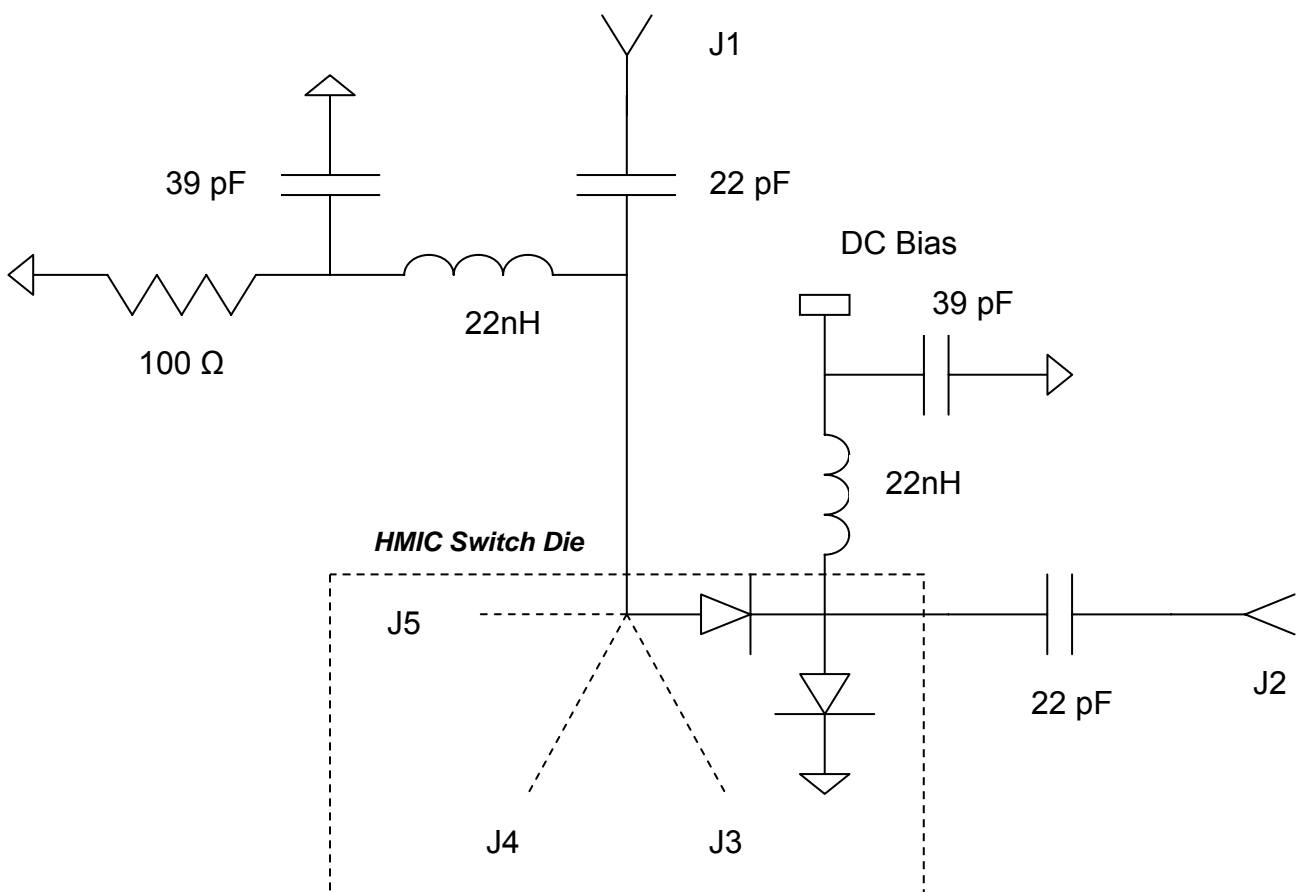 J1
39 pF
22 pF
DC Bias
39 pF
22nH
100 Ω
22nH
HMIC Switch Die
J5
J2
22 pF
J4
J3